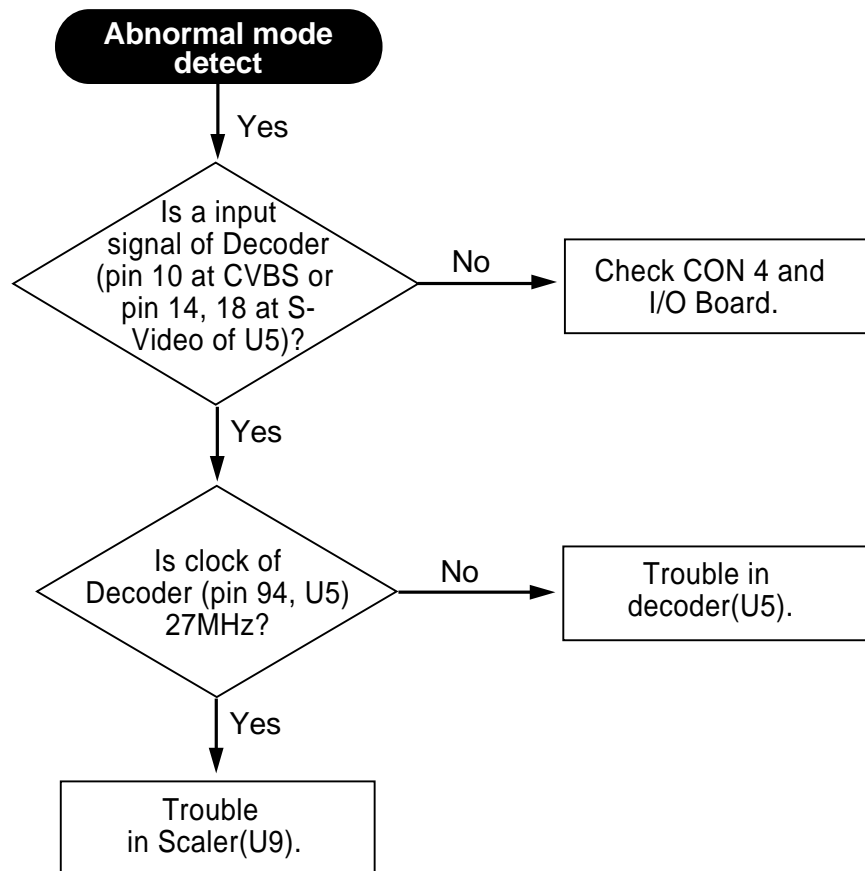 Abnormal mode
detect
Yes
Is a input
signal of Decoder
(pin 10 at CVBS or
pin 14, 18 at S-
Video of U5)?
No
Check CON 4 and
I/O Board.
Yes
Is clock of
Decoder (pin 94, U5)
27MHz?
No
Trouble in
decoder(U5).
Yes
Trouble
in Scaler(U9).